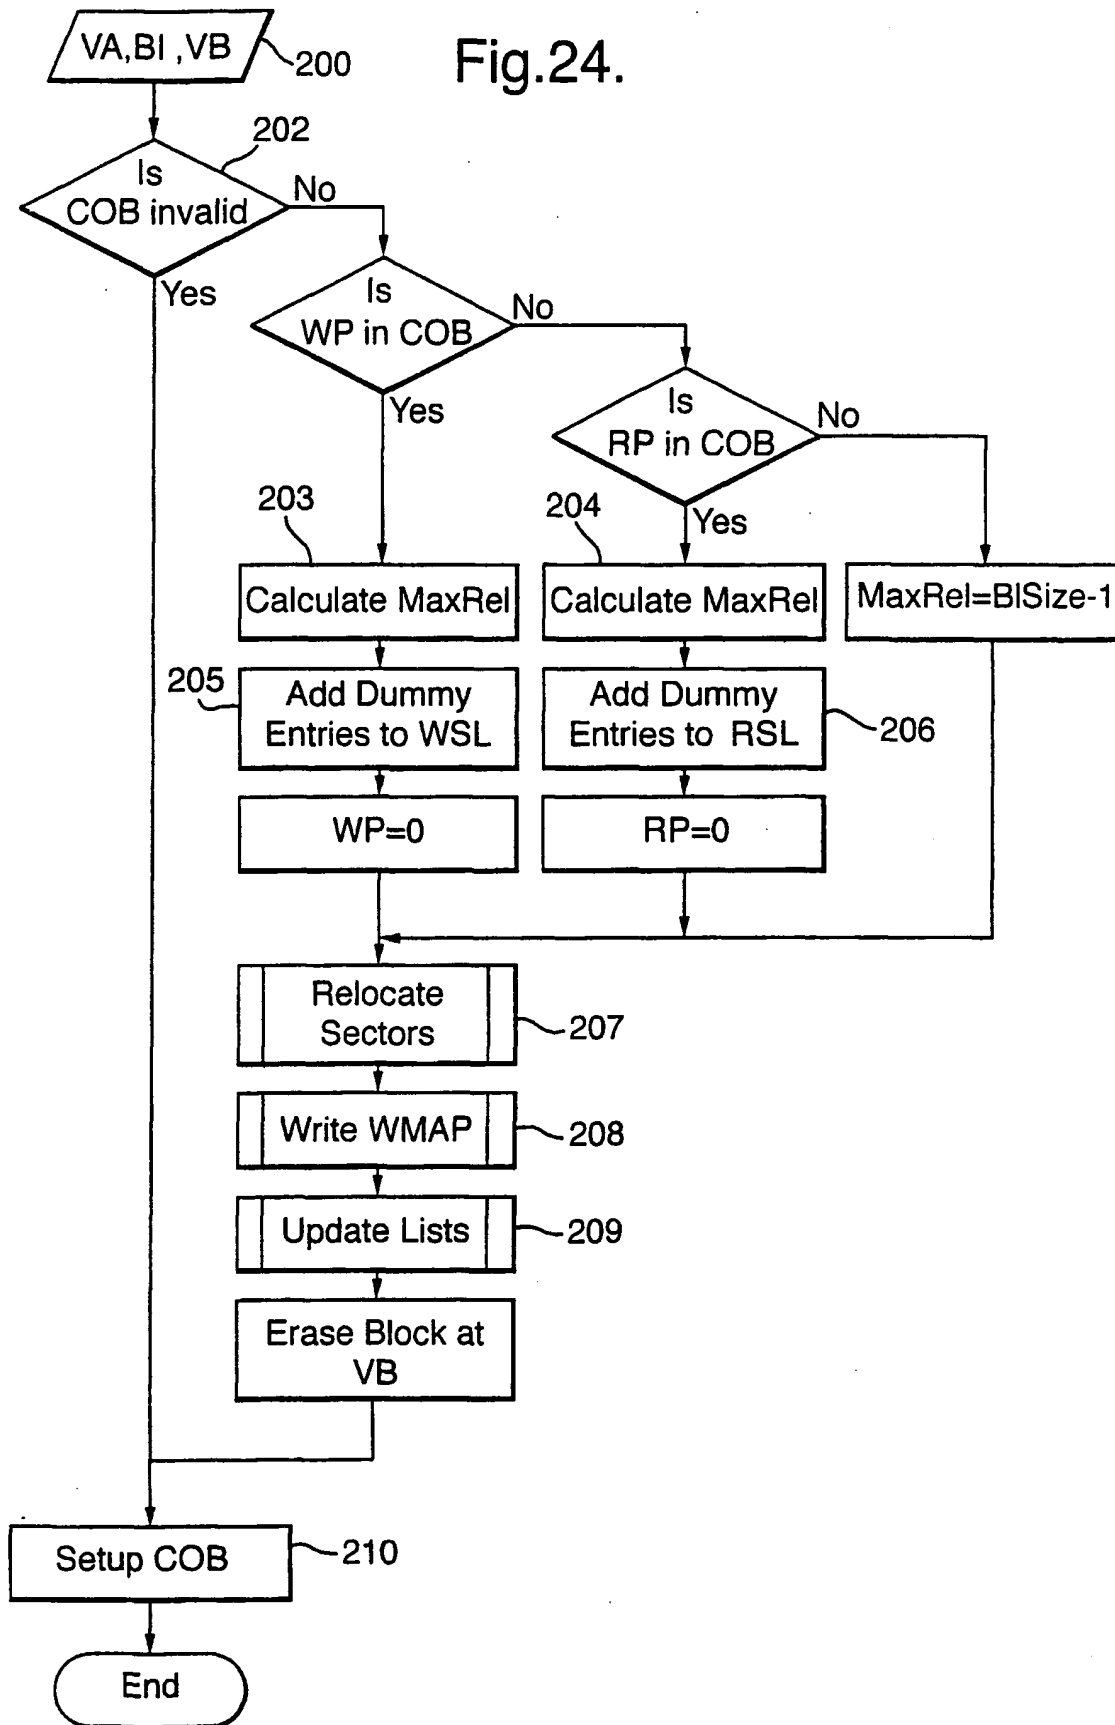 VA,BI ,VB
200
Fig.24.
202
Is
COB invalid
No
Yes
Is
WP in COB
No
Yes
Is
RP in COB
No
Yes
203
204
Calculate MaxRel
Calculate MaxRel
MaxRel=BlSize-1
205
Add Dummy
Entries to WSL
Add Dummy
Entries to RSL
206
WP=0
RP=0
Relocate
Sectors
207
Write WMAP
208
Update Lists
209
Erase Block at
VB
Setup COB
210
End